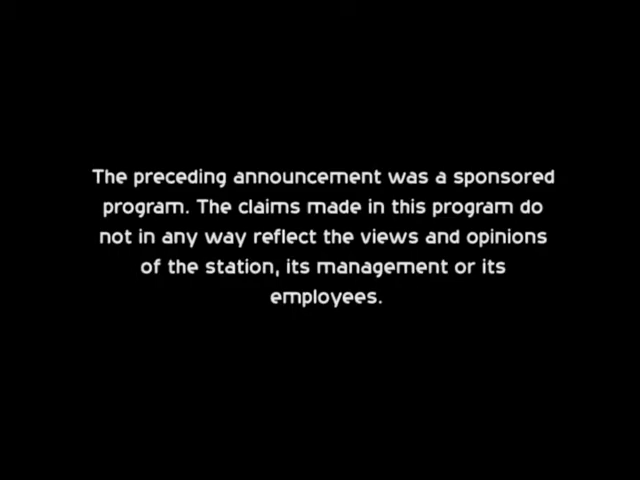 The preceding announcement was a sponsored
program. The claims made in this program do
not in any way reflect the views and opinions
of the station, its management or its
employees.